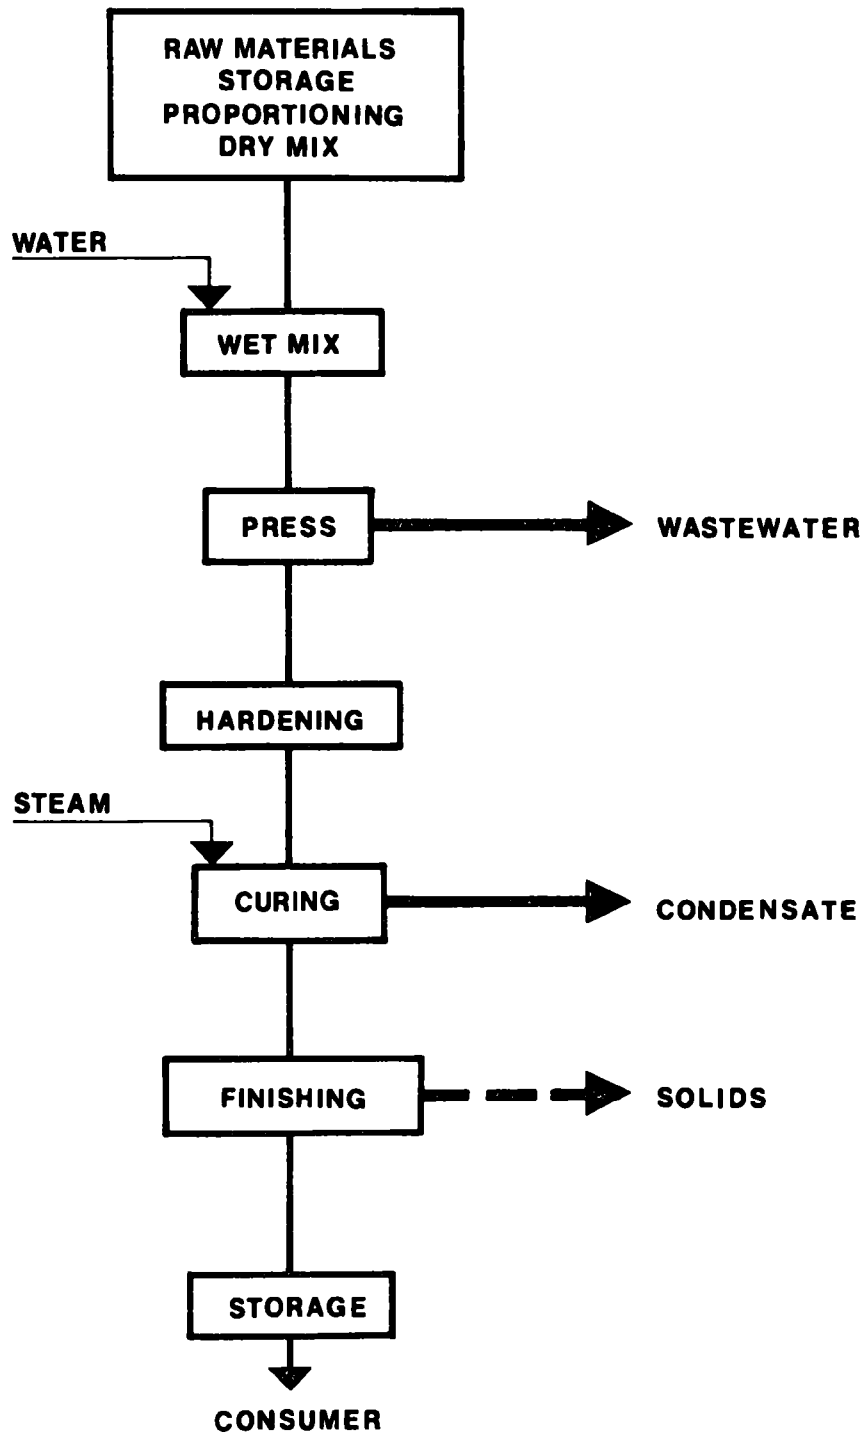 RAW MATERIALS
STORAGE
PROPORTIONING
DRY MIX
WATER
WET MIX
PRESS
WASTEWATER
HARDENING
STEAM
CURING
CONDENSATE
FINISHING
SOLIDS
STORAGE
CONSUMER